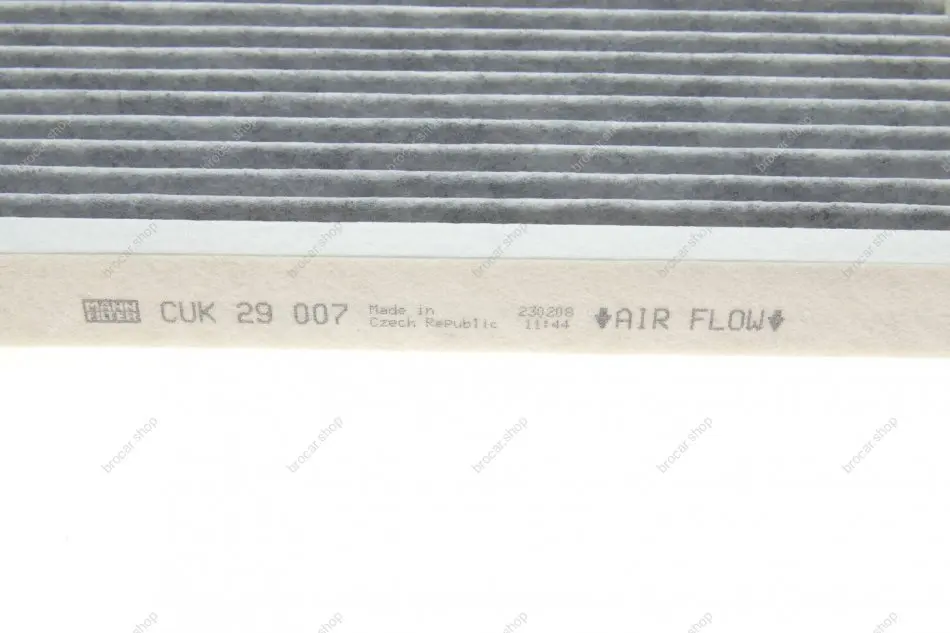 MANN
FILTER
CUK 29 007
Made in
Czech Republic
230208
11:44
AIR FLOW
brocar.shop